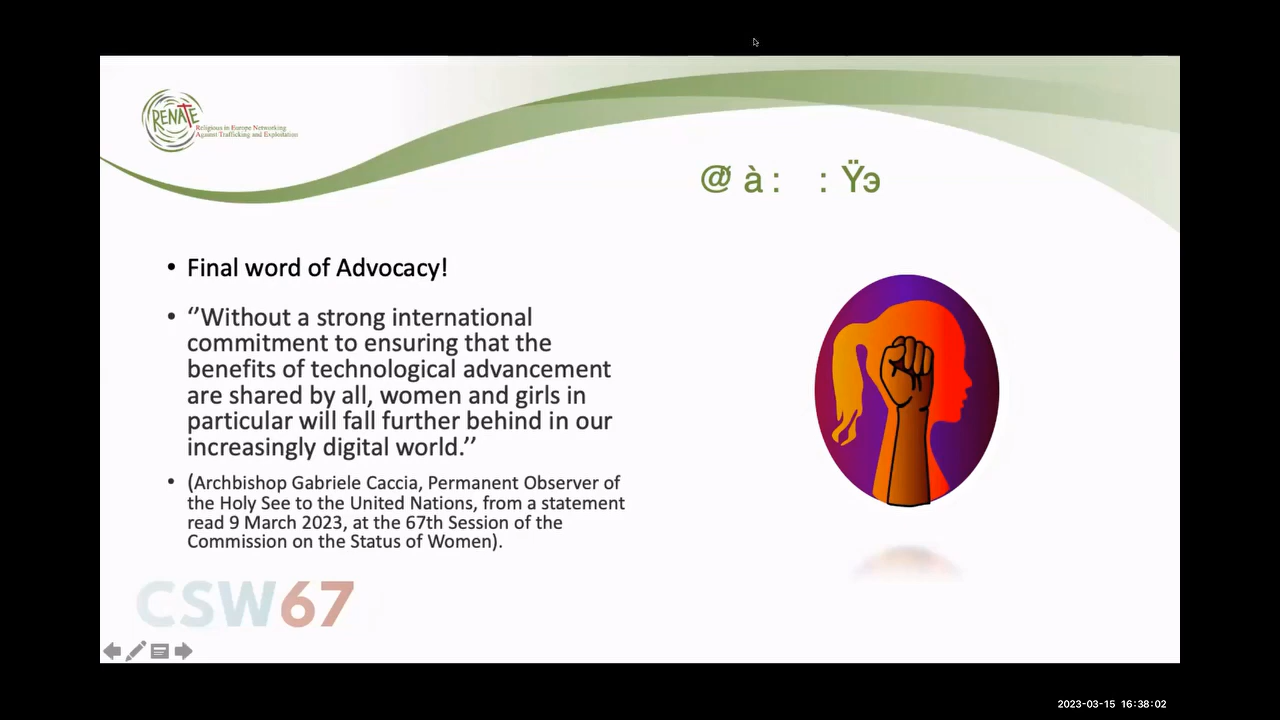 RENATE
Religious in Europe Networking
Against Trafficking and Exploitation
• Final word of Advocacy!
• ‘’Without a strong international
commitment to ensuring that the
benefits of technological advancement
are shared by all, women and girls in
particular will fall further behind in our
increasingly digital world.’’
• (Archbishop Gabriele Caccia, Permanent Observer of
the Holy See to the United Nations, from a statement
read 9 March 2023, at the 67th Session of the
Commission on the Status of Women).
CSW67
2023-03-15 16:38:02